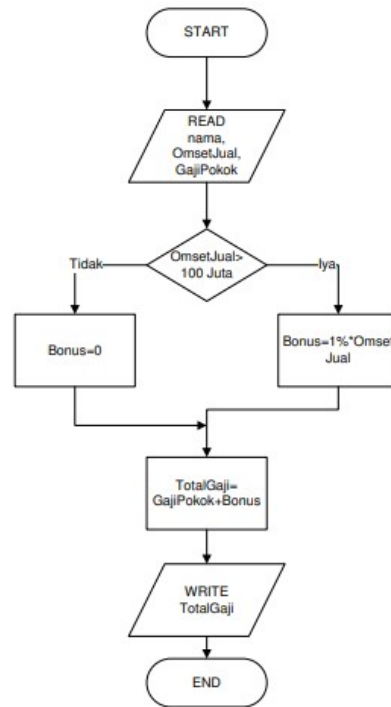 START
READ
nama,
OmsetJual,
GajiPokok
OmsetJual>
100 Juta
Tidak
Iya
Bonus=0
Bonus=1%*Omset
Jual
TotalGaji=
GajiPokok+Bonus
WRITE
TotalGaji
END